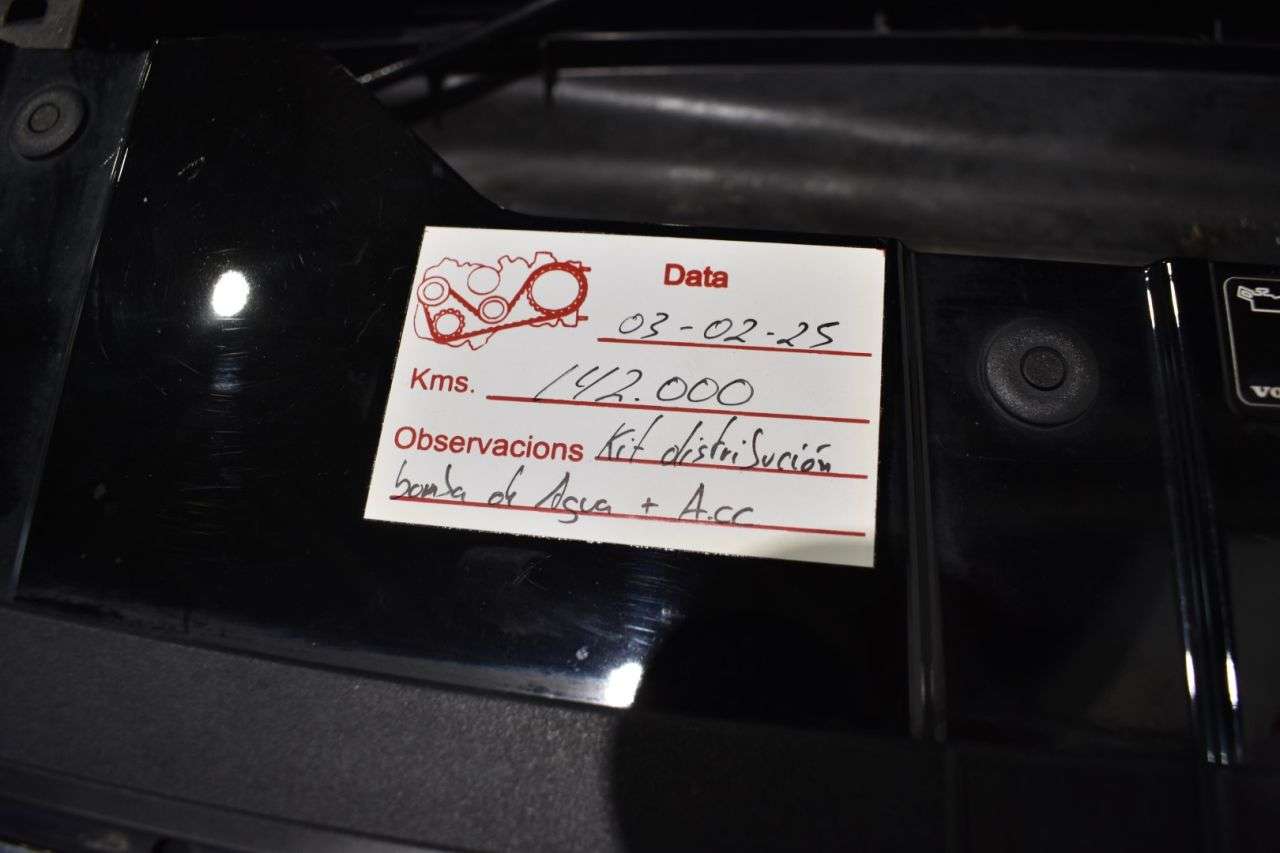 Data
03-02-25
Kms. 142.000
Observacions Kit distribución
bomba de Agua + A.cc